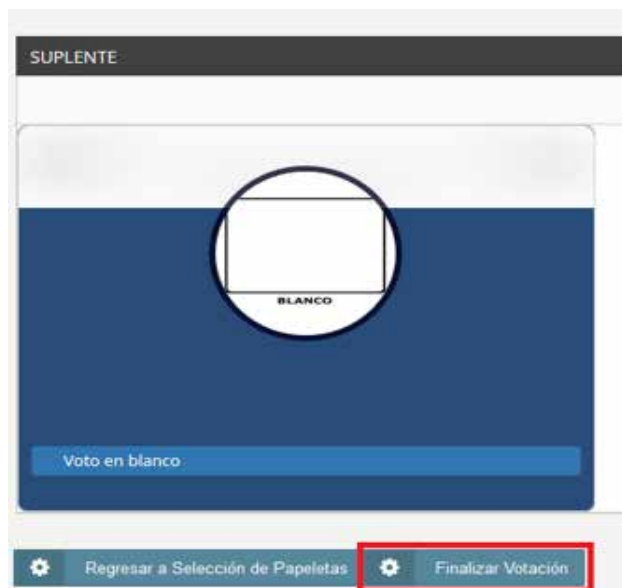 SUPLENTE
BLANCO
Voto en blanco
Regresar a Selección de Papeletas Finalizar Votación